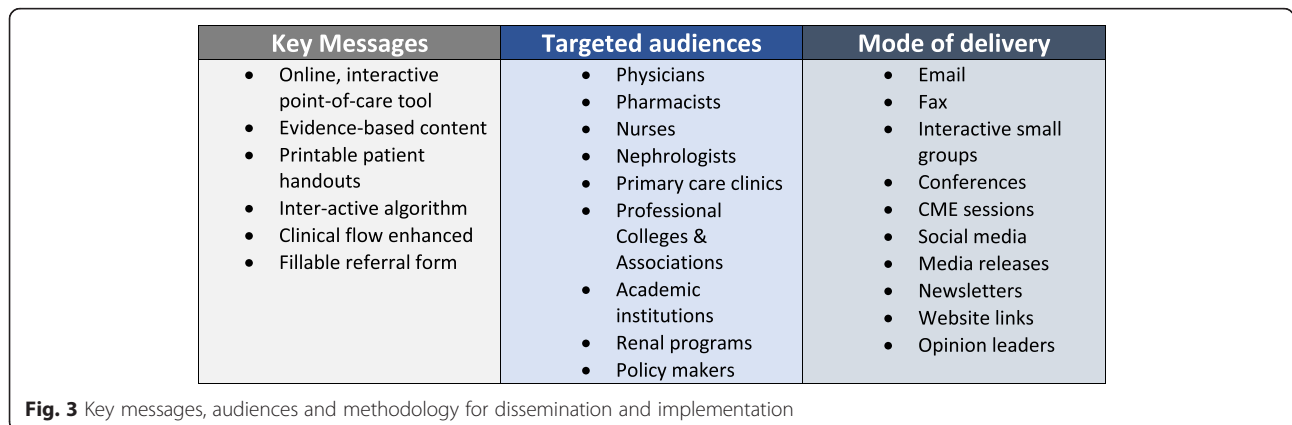 Key Messages
• Online, interactive
point-of-care tool
• Evidence-based content
• Printable patient
handouts
• Inter-active algorithm
• Clinical flow enhanced
• Fillable referral form
Targeted audiences
• Physicians
• Pharmacists
• Nurses
• Nephrologists
• Primary care clinics
• Professional
Colleges &
Associations
• Academic
institutions
• Renal programs
• Policy makers
Mode of delivery
• Email
• Fax
• Interactive small
groups
• Conferences
• CME sessions
• Social media
• Media releases
• Newsletters
• Website links
• Opinion leaders
Fig. 3 Key messages, audiences and methodology for dissemination and implementation